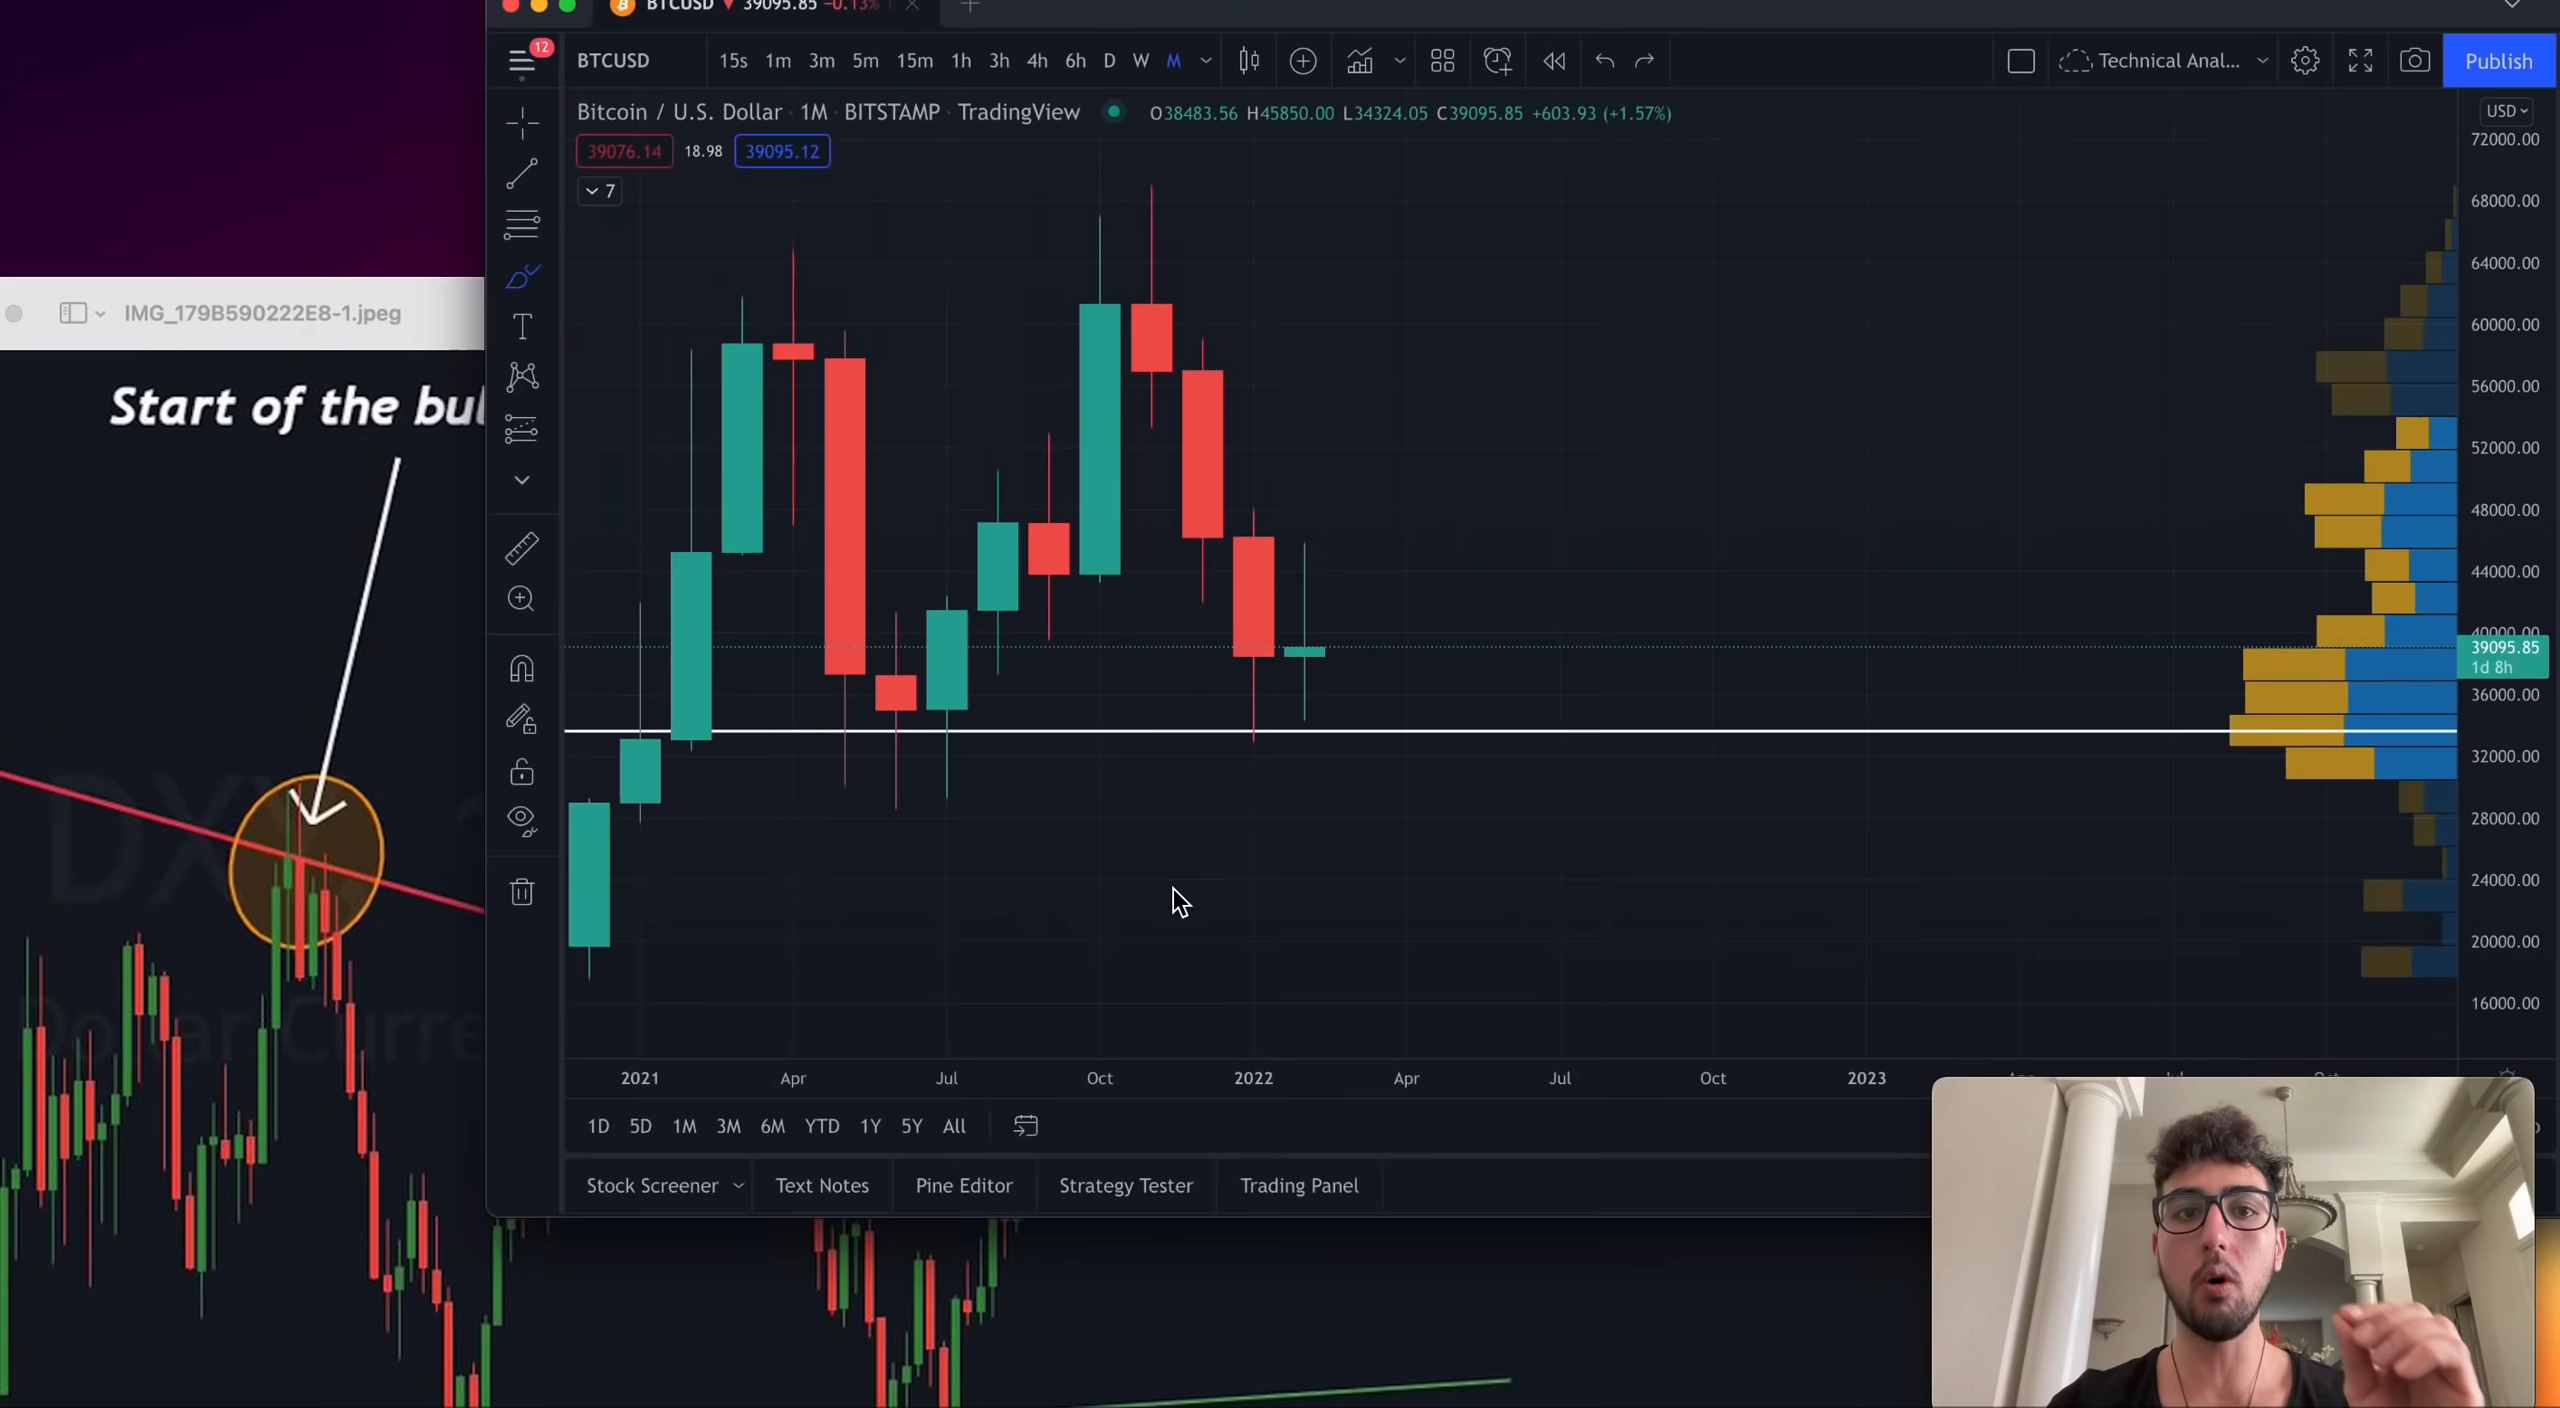 BTCUSD ▼ 39095.85 −0.13%
12
BTCUSD 15s 1m 3m 5m 15m 1h 3h 4h 6h D W M Technical Anal... Publish
Bitcoin / U.S. Dollar · 1M · BITSTAMP · TradingView O38483.56 H45850.00 L34324.05 C39095.85 +603.93 (+1.57%)
USD
39076.14 18.98 39095.12
7
72000.00
68000.00
64000.00
60000.00
56000.00
52000.00
48000.00
44000.00
40000.00
39095.85
1d 8h
36000.00
32000.00
28000.00
24000.00
20000.00
16000.00
IMG_179B590222E8-1.jpeg
Start of the bul
DX
Dollar Curre
2021 Apr Jul Oct 2022 Apr Jul Oct 2023
1D 5D 1M 3M 6M YTD 1Y 5Y All
Stock Screener Text Notes Pine Editor Strategy Tester Trading Panel